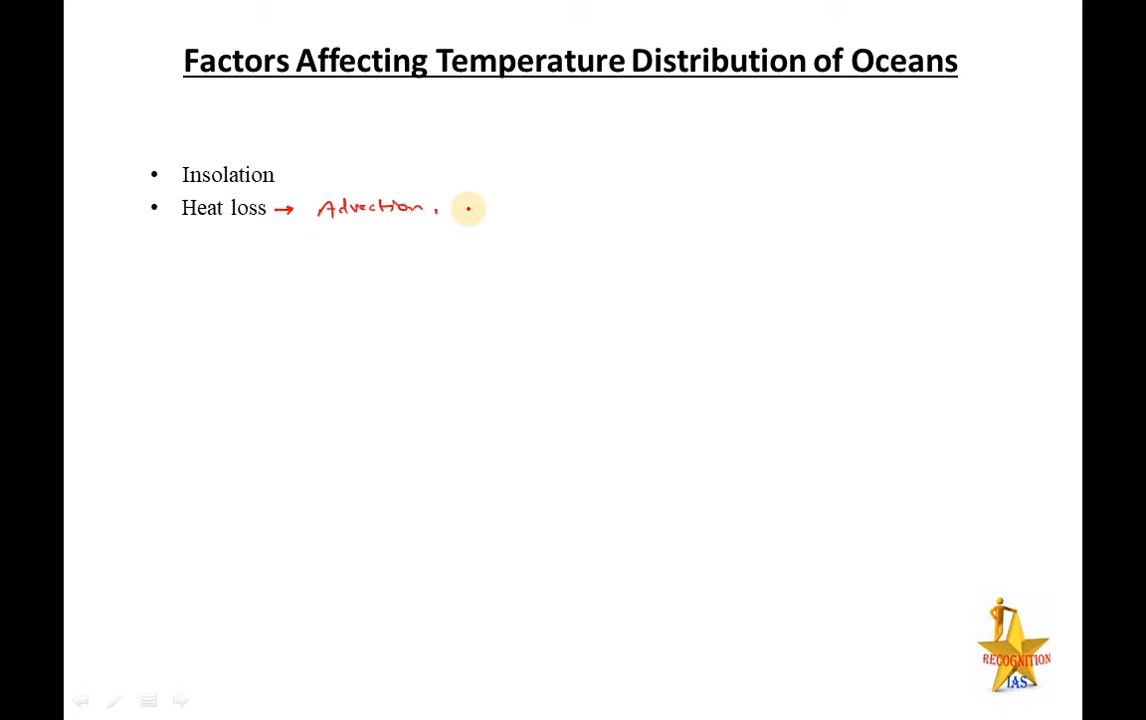 Factors Affecting Temperature Distribution of Oceans
• Insolation
• Heat loss → Advection,
RECOGNITION
IAS